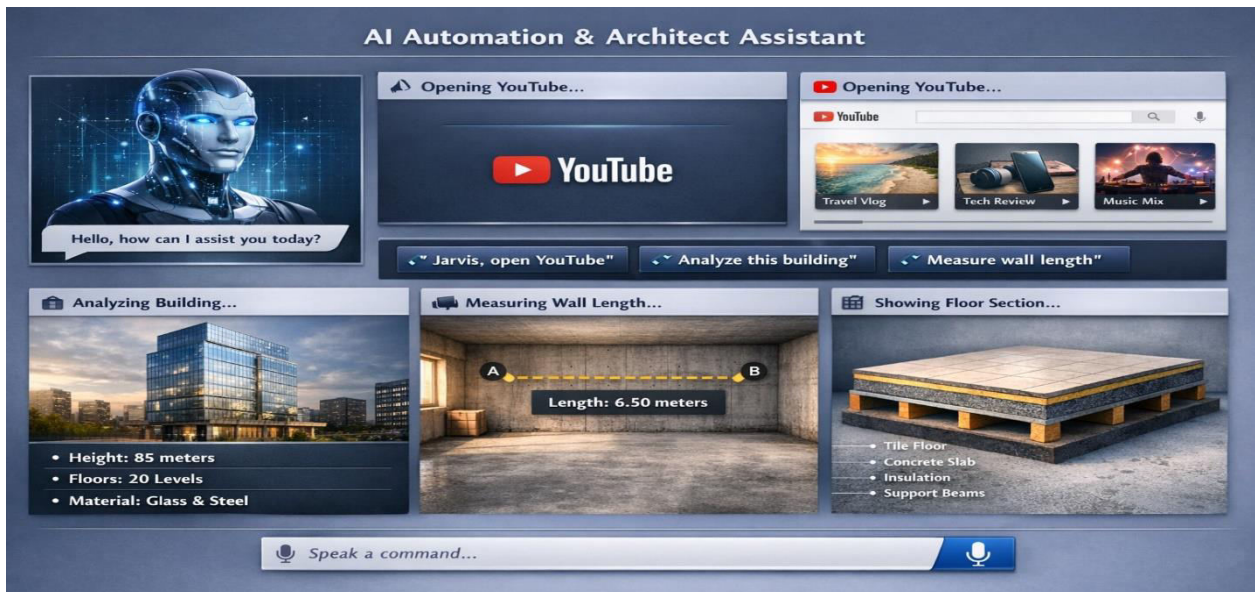 AI Automation & Architect Assistant
Hello, how can I assist you today?
Opening YouTube...
YouTube
Opening YouTube...
YouTube
Travel Vlog
Tech Review
Music Mix
" Jarvis, open YouTube"
" Analyze this building"
" Measure wall length"
Analyzing Building...
• Height: 85 meters
• Floors: 20 Levels
• Material: Glass & Steel
Measuring Wall Length...
A
B
Length: 6.50 meters
Showing Floor Section...
• Tile Floor
• Concrete Slab
• Insulation
• Support Beams
Speak a command...